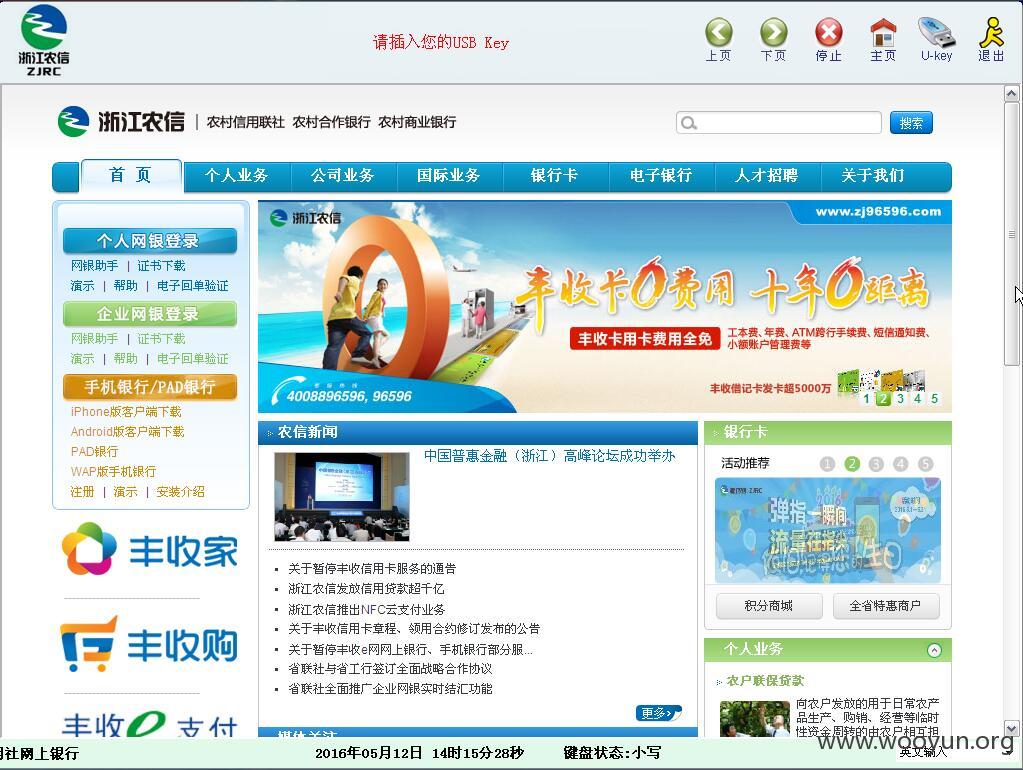 浙江农信
ZJRC
请插入您的USB Key
上页
下页
停止
主页
U-key
退出
浙江农信 | 农村信用联社 农村合作银行 农村商业银行
搜索
首 页
个人业务
公司业务
国际业务
银行卡
电子银行
人才招聘
关于我们
个人网银登录
网银助手 | 证书下载
演示 | 帮助 | 电子回单验证
企业网银登录
网银助手 | 证书下载
演示 | 帮助 | 电子回单验证
手机银行/PAD银行
iPhone版客户端下载
Android版客户端下载
PAD银行
WAP版手机银行
注册 | 演示 | 安装介绍
丰收家
丰收购
丰收e支付
浙江农信
www.zj96596.com
丰收卡0费用 十年0距离
丰收卡用卡费用全免
工本费、年费、ATM跨行手续费、短信通知费、
小额账户管理费等
丰收借记卡发卡超5000万
客服热线
4008896596, 96596
1 2 3 4 5
农信新闻
中国普惠金融（浙江）高峰论坛成功举办
关于暂停丰收信用卡服务的通告
浙江农信发放信用贷款超千亿
浙江农信推出NFC云支付业务
关于丰收信用卡章程、领用合约修订发布的公告
关于暂停丰收e网网上银行、手机银行部分服...
省联社与省工行签订全面战略合作协议
省联社全面推广企业网银实时结汇功能
更多
媒体关注
银行卡
活动推荐
1 2 3 4 5
2016
弹指一瞬间
流量任指尖
积分商城
全省特惠商户
个人业务
农户联保贷款
向农户发放的用于日常农产
品生产、购销、经营等临时
性资金周转的由农户相互担
www.wooyun.org
社网上银行
2016年05月12日 14时15分28秒
键盘状态:小写
英文输入